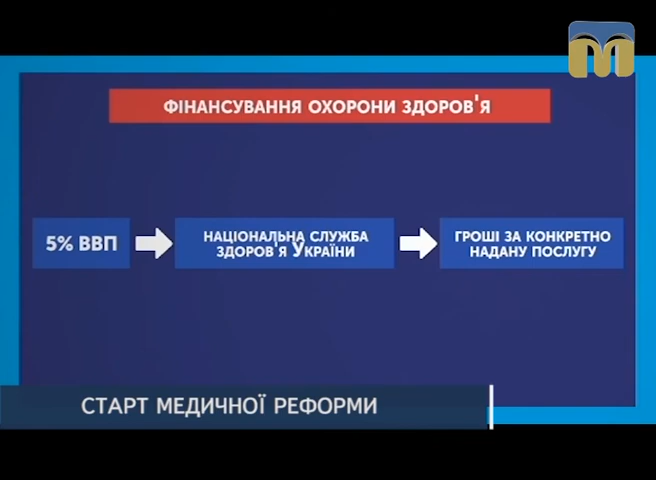 ФІНАНСУВАННЯ ОХОРОНИ ЗДОРОВ'Я
5% ВВП
НАЦІОНАЛЬНА СЛУЖБА
ЗДОРОВ'Я УКРАЇНИ
ГРОШІ ЗА КОНКРЕТНО
НАДАНУ ПОСЛУГУ
СТАРТ МЕДИЧНОЇ РЕФОРМИ